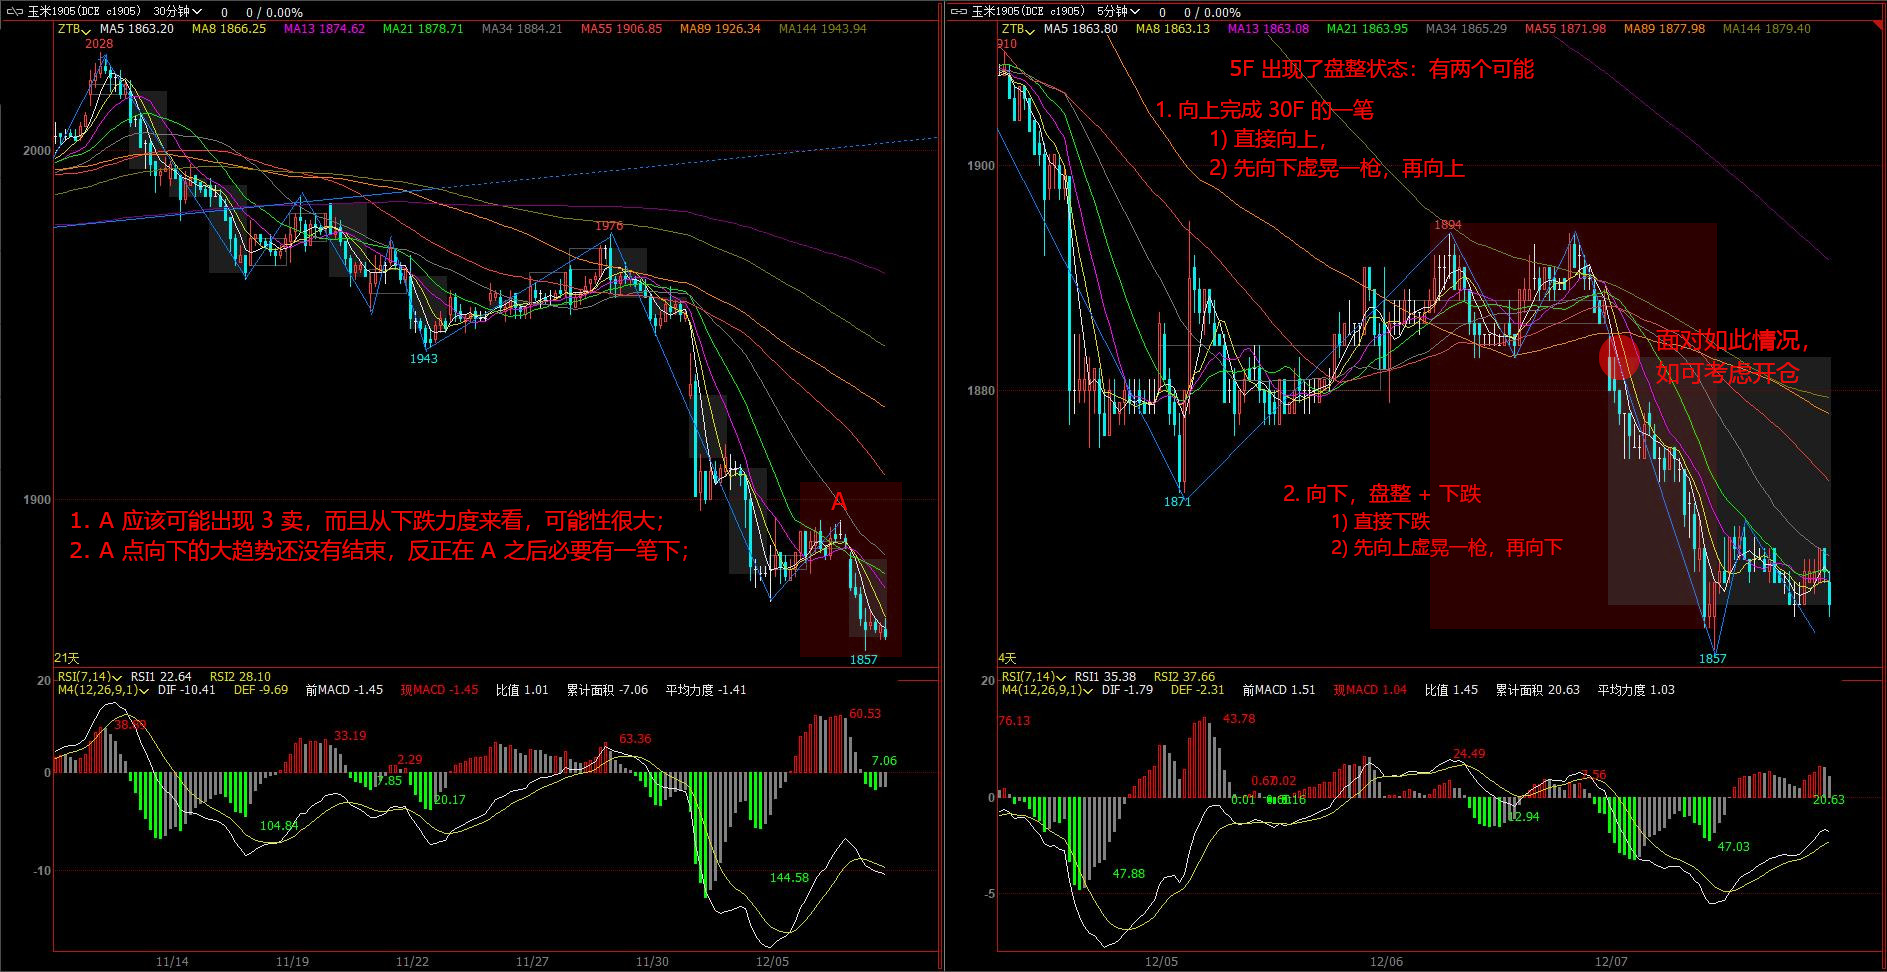 玉米1905(DCE c1905) 30分钟 0 0 / 0.00%
ZTB MA5 1863.20 MA8 1866.25 MA13 1874.62 MA21 1878.71 MA34 1884.21 MA55 1906.85 MA89 1926.34 MA144 1943.94
2028
2000
1976
1943
1900
A
1. A 应该可能出现 3 卖，而且从下跌力度来看，可能性很大；
2. A 点向下的大趋势还没有结束，反正在 A 之后必要有一笔下；
1857
21天
RSI(7,14) RSI1 22.64 RSI2 28.10
M4(12,26,9,1) DIF -10.41 DEF -9.69 前MACD -1.45 现MACD -1.45 比值 1.01 累计面积 -7.06 平均力度 -1.41
20
60.53
33.19
63.36
2.29
7.06
0
7.85
20.17
104.84
-10
144.58
11/14 11/19 11/22 11/27 11/30 12/05
玉米1905(DCE c1905) 5分钟 0 0 / 0.00%
ZTB MA5 1863.80 MA8 1863.13 MA13 1863.08 MA21 1863.95 MA34 1865.29 MA55 1871.98 MA89 1877.98 MA144 1879.40
910
5F 出现了盘整状态：有两个可能
1. 向上完成 30F 的一笔
1) 直接向上，
2) 先向下虚晃一枪，再向上
1900
1894
面对如此情况，
如可考虑开仓
1880
1871
2. 向下，盘整 + 下跌
1) 直接下跌
2) 先向上虚晃一枪，再向下
1857
4天
RSI(7,14) RSI1 35.38 RSI2 37.66
M4(12,26,9,1) DIF -1.79 DEF -2.31 前MACD 1.51 现MACD 1.04 比值 1.45 累计面积 20.63 平均力度 1.03
20
76.13
43.78
24.49
0
0.01
20.63
12.94
47.03
47.88
-5
12/05 12/06 12/07